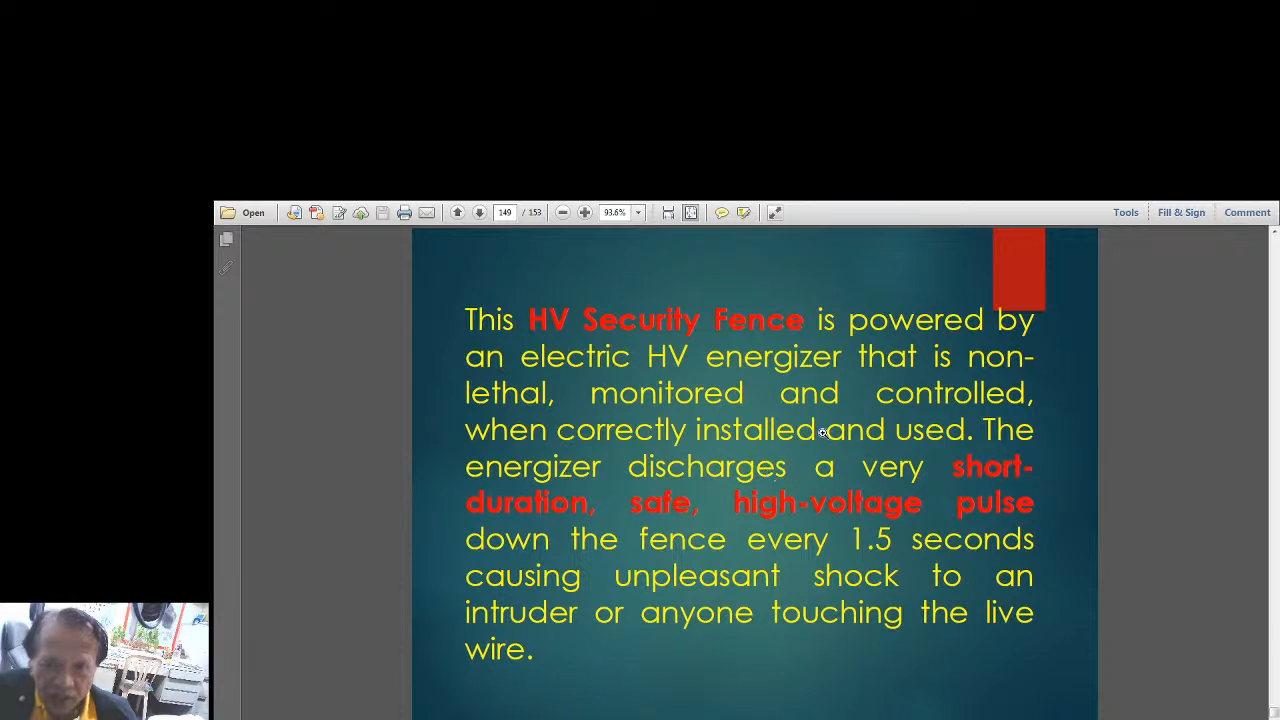 Open
149 / 153
93.6%
Tools
Fill & Sign
Comment
This HV Security Fence is powered by
an electric HV energizer that is non-
lethal, monitored and controlled,
when correctly installed and used. The
energizer discharges a very short-
duration, safe, high-voltage pulse
down the fence every 1.5 seconds
causing unpleasant shock to an
intruder or anyone touching the live
wire.